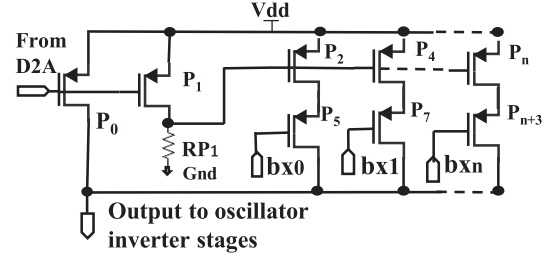 Vdd
From
D2A
P0
P1
RP1
Gnd
P2
P4
Pn
P5
P7
Pn+3
bx0
bx1
bxn
Output to oscillator
inverter stages